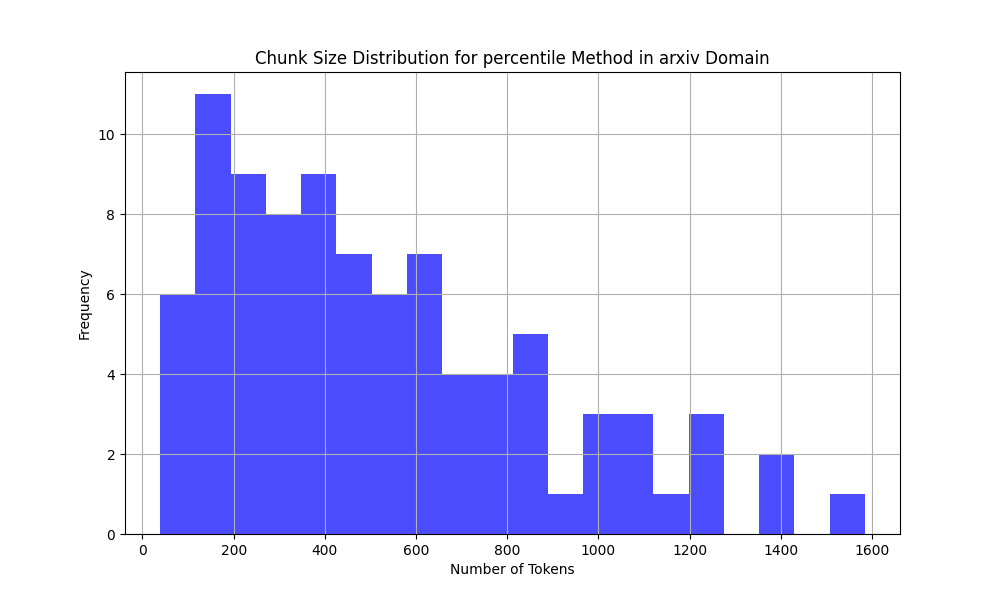 Chunk Size Distribution for percentile Method in arxiv Domain
10
8
6
4
2
0
Frequency
0 200 400 600 800 1000 1200 1400 1600
Number of Tokens